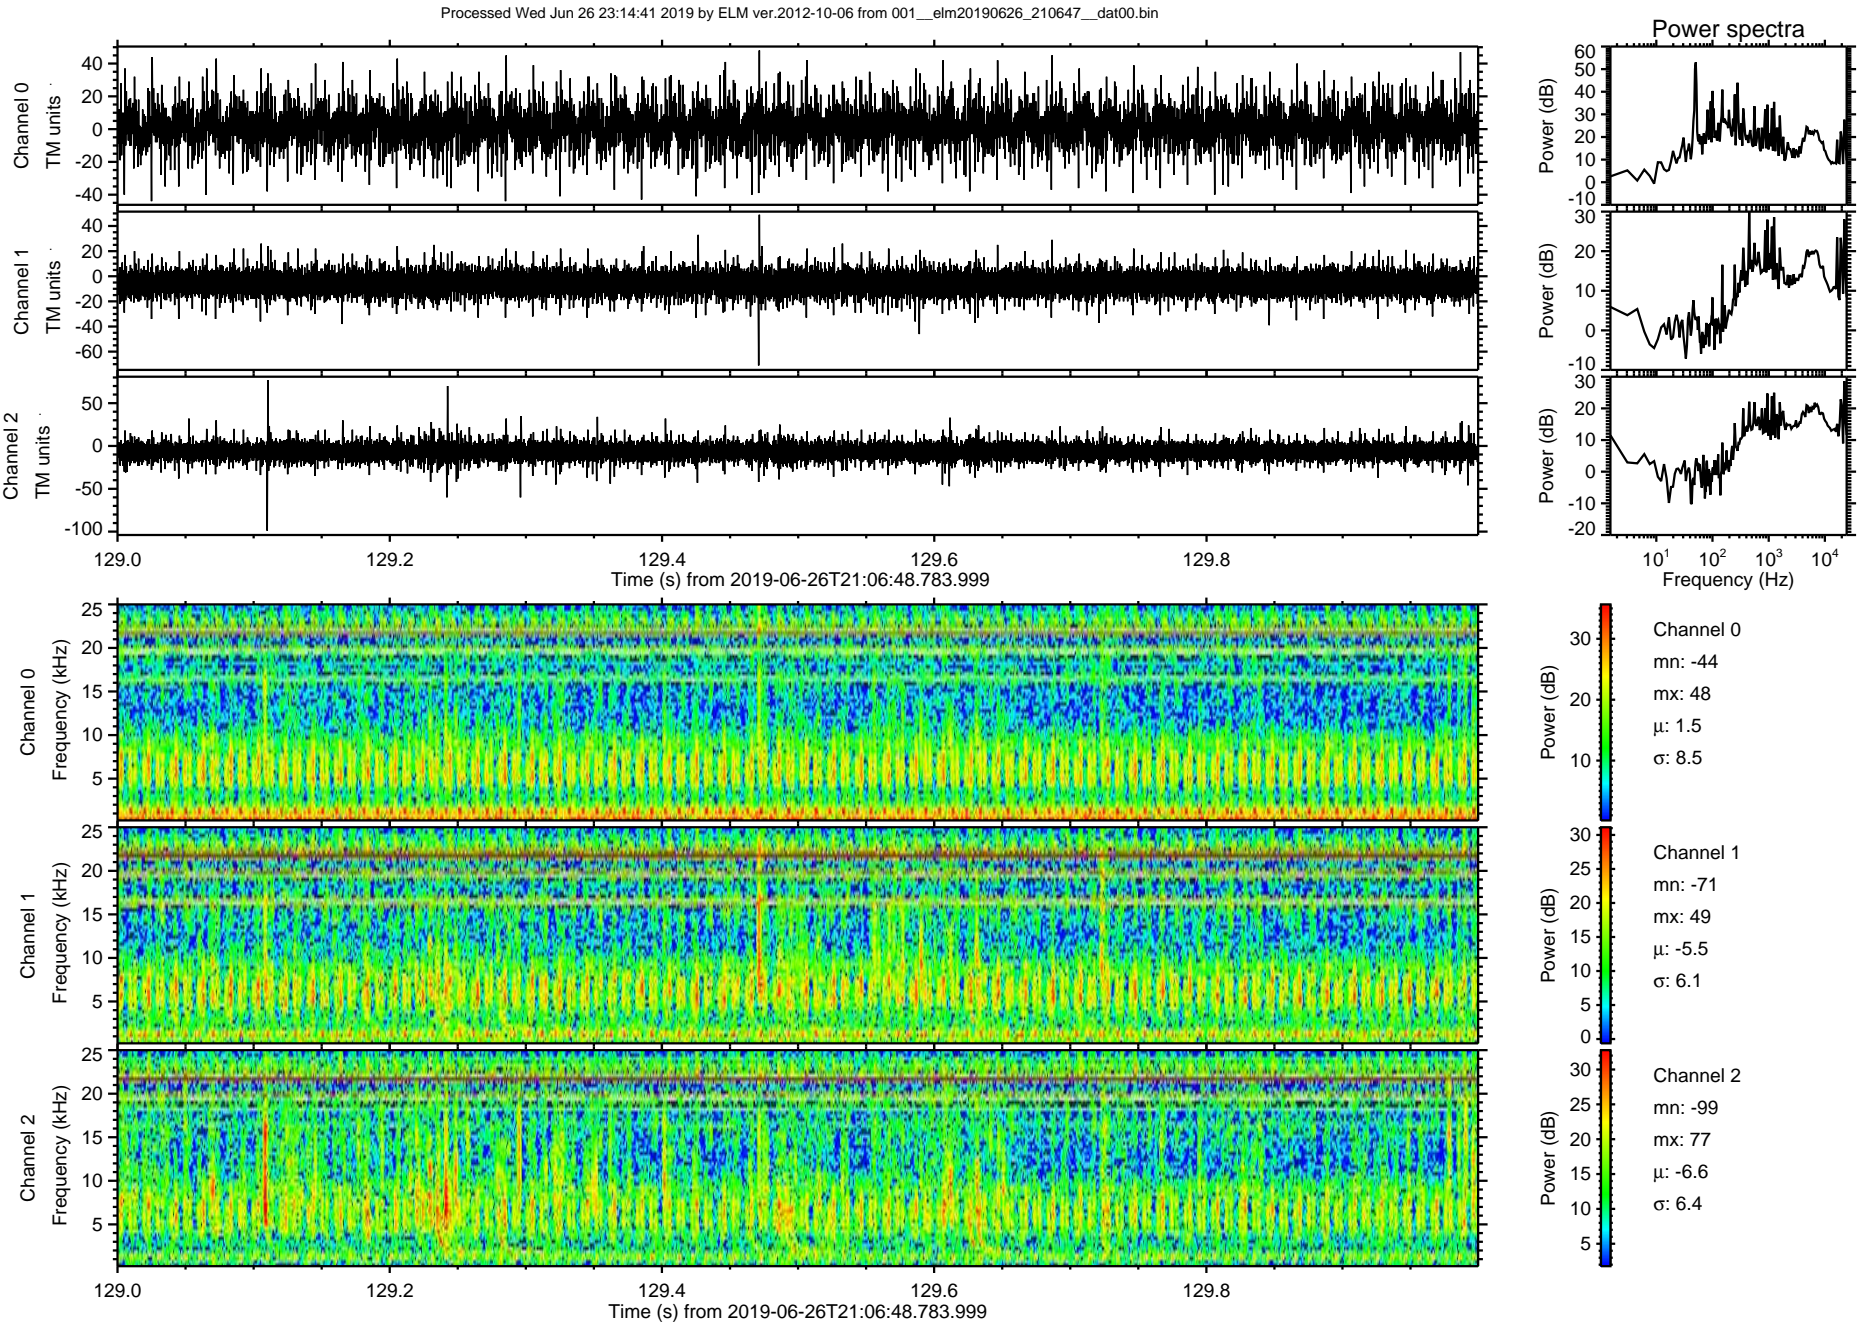 Processed Wed Jun 26 23:14:41 2019 by ELM ver.2012-10-06 from 001__elm20190626_210647__dat00.bin
Power spectra
Channel 0
TM units
40
20
0
-20
-40
Power (dB)
60
50
40
30
20
10
0
-10
Channel 1
TM units
40
20
0
-20
-40
-60
Power (dB)
30
20
10
0
-10
Channel 2
TM units
50
0
-50
-100
Power (dB)
30
20
10
0
-10
-20
129.0 129.2 129.4 129.6 129.8
Time (s) from 2019-06-26T21:06:48.783.999
10^1 10^2 10^3 10^4
Frequency (Hz)
Channel 0
Frequency (kHz)
25
20
15
10
5
Power (dB)
30
20
10
Channel 0
mn: -44
mx: 48
μ: 1.5
σ: 8.5
Channel 1
Frequency (kHz)
25
20
15
10
5
Power (dB)
30
25
20
15
10
5
0
Channel 1
mn: -71
mx: 49
μ: -5.5
σ: 6.1
Channel 2
Frequency (kHz)
25
20
15
10
5
Power (dB)
30
25
20
15
10
5
Channel 2
mn: -99
mx: 77
μ: -6.6
σ: 6.4
129.0 129.2 129.4 129.6 129.8
Time (s) from 2019-06-26T21:06:48.783.999